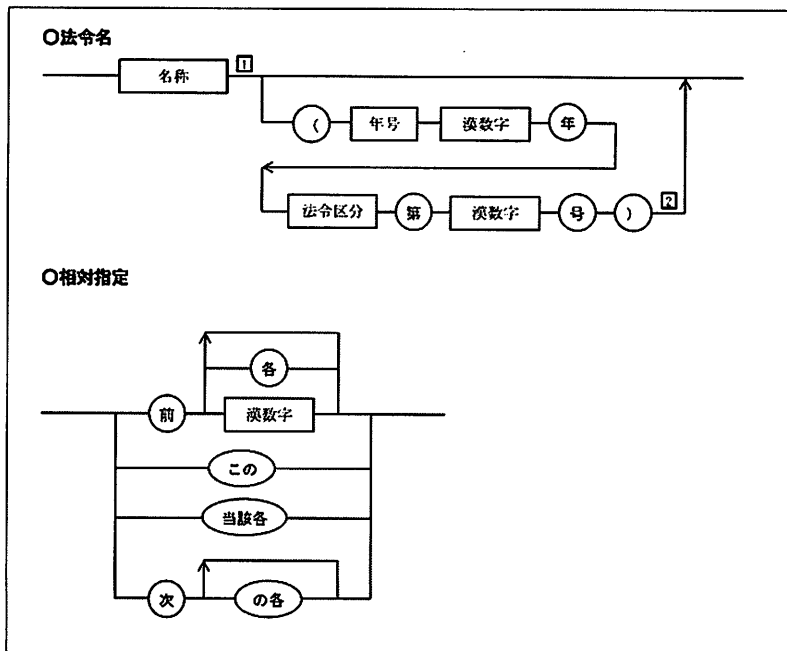 ○法令名
名称 1
( 年号 漢数字 年
法令区分 第 漢数字 号 ) 2
○相対指定
各
前 漢数字
この
当該各
次 の各